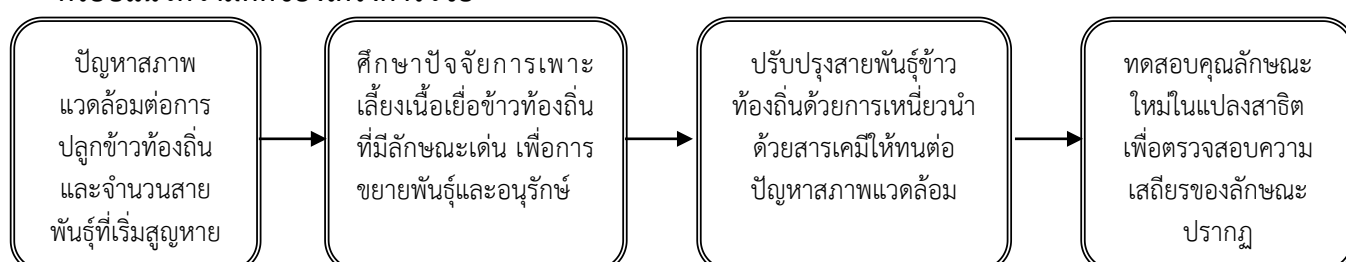 ปัญหาสภาพ
แวดล้อมต่อการ
ปลูกข้าวท้องถิ่น
และจำนวนสาย
พันธุ์ที่เริ่มสูญหาย
ศึกษาปัจจัยการเพาะ
เลี้ยงเนื้อเยื่อข้าวท้องถิ่น
ที่มีลักษณะเด่น เพื่อการ
ขยายพันธุ์และอนุรักษ์
ปรับปรุงสายพันธุ์ข้าว
ท้องถิ่นด้วยการเหนี่ยวนำ
ด้วยสารเคมีให้ทนต่อ
ปัญหาสภาพแวดล้อม
ทดสอบคุณลักษณะ
ใหม่ในแปลงสาธิต
เพื่อตรวจสอบความ
เสถียรของลักษณะ
ปรากฏ